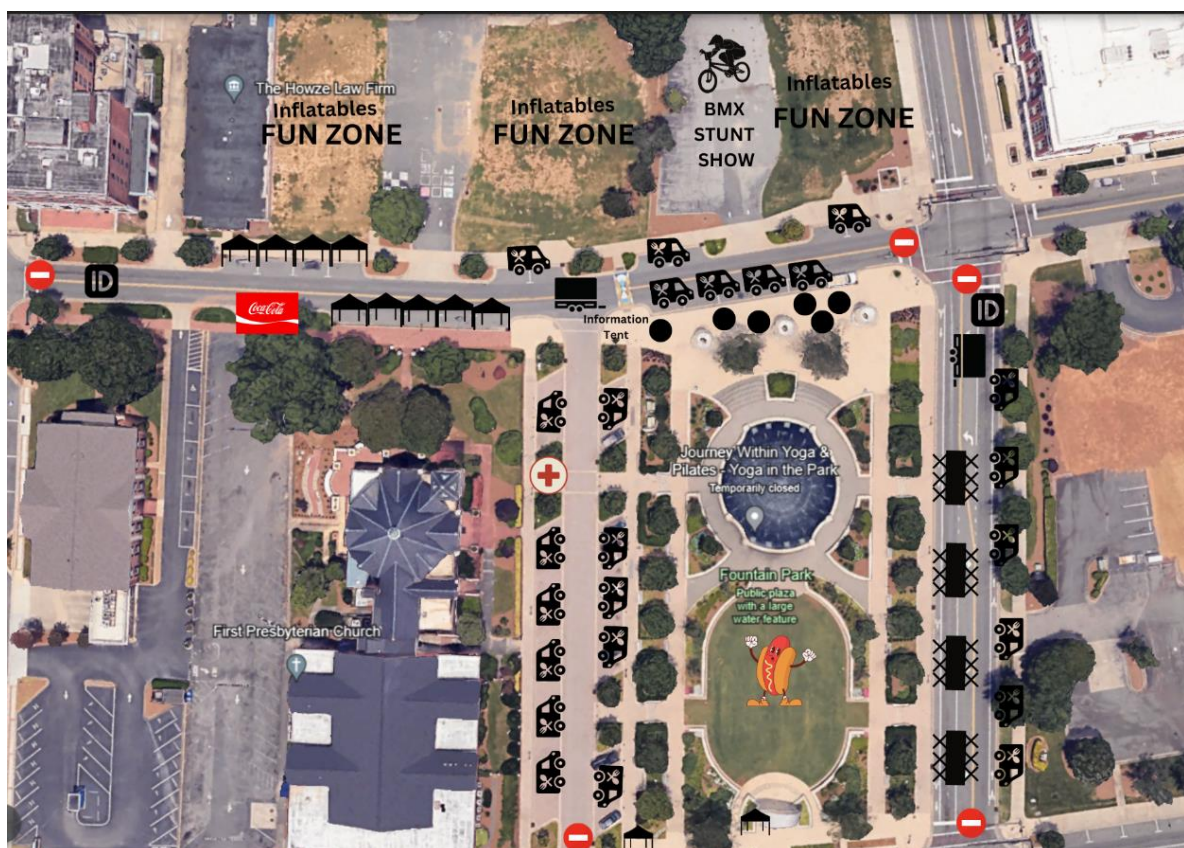 The Howze Law Firm
Inflatables
FUN ZONE
Inflatables
FUN ZONE
BMX
STUNT
SHOW
Inflatables
FUN ZONE
ID
Coca-Cola
Information
Tent
ID
Journey Within Yoga &
Pilates - Yoga in the Park
Temporarily closed
Fountain Park
Public plaza
with a large
water feature
First Presbyterian Church